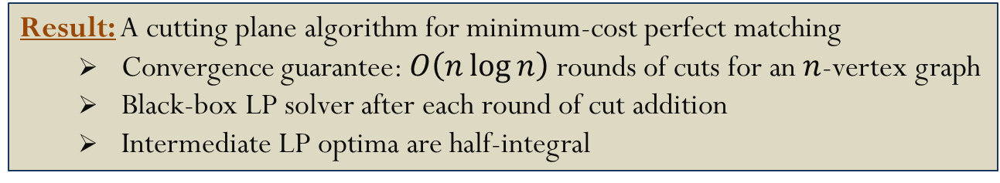 Result: A cutting plane algorithm for minimum-cost perfect matching
➢ Convergence guarantee: O(n log n) rounds of cuts for an n-vertex graph
➢ Black-box LP solver after each round of cut addition
➢ Intermediate LP optima are half-integral